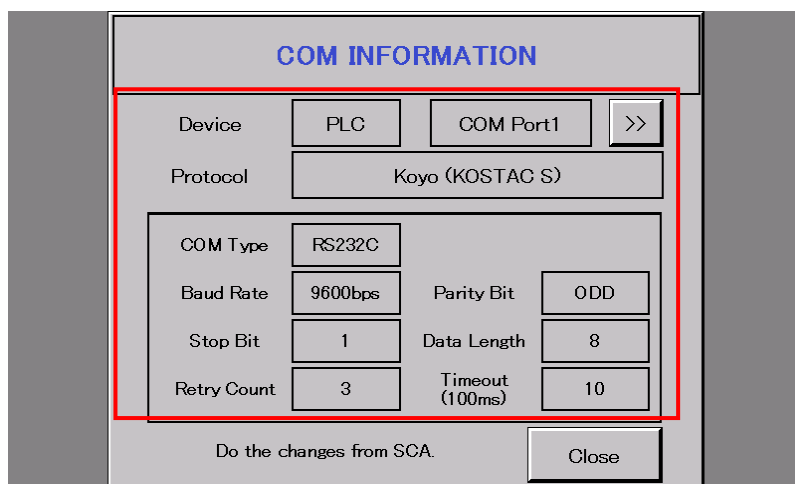 COM INFORMATION
Device PLC COM Port1 >>
Protocol Koyo (KOSTAC S)
COM Type RS232C
Baud Rate 9600bps Parity Bit ODD
Stop Bit 1 Data Length 8
Retry Count 3 Timeout (100ms) 10
Do the changes from SCA.
Close